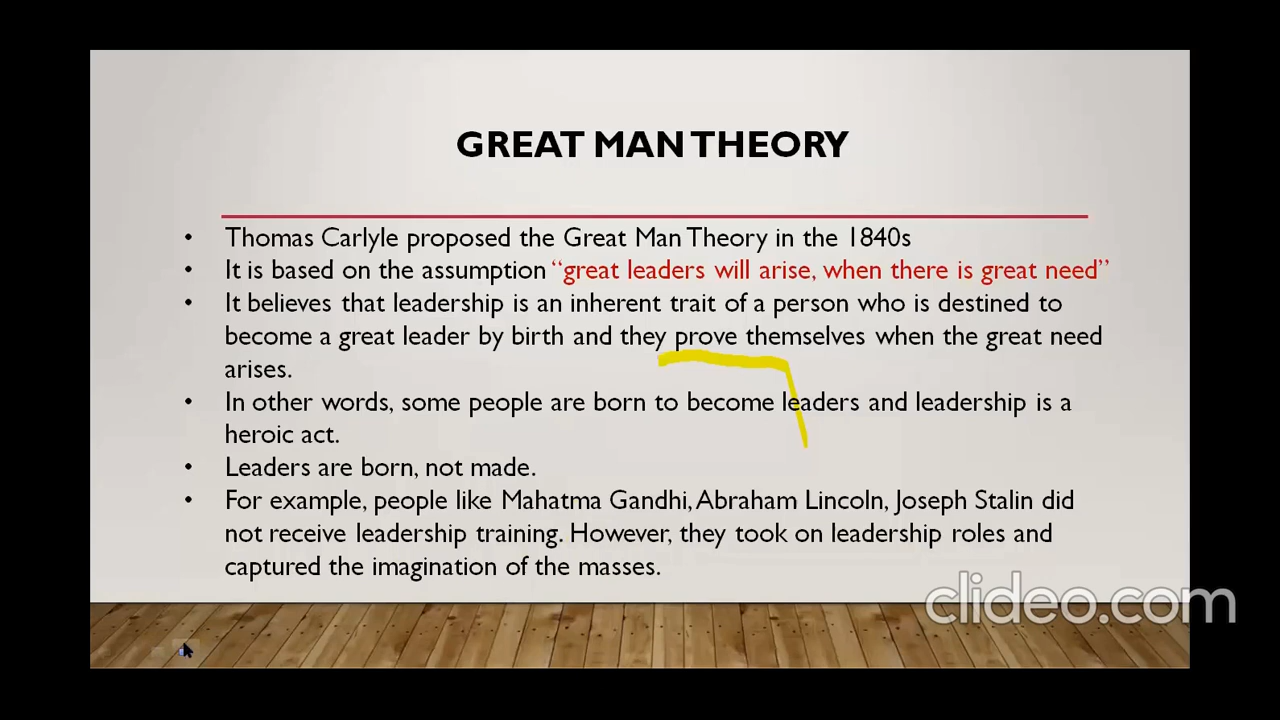 GREAT MAN THEORY
• Thomas Carlyle proposed the Great Man Theory in the 1840s
• It is based on the assumption “great leaders will arise, when there is great need”
• It believes that leadership is an inherent trait of a person who is destined to
become a great leader by birth and they prove themselves when the great need
arises.
• In other words, some people are born to become leaders and leadership is a
heroic act.
• Leaders are born, not made.
• For example, people like Mahatma Gandhi, Abraham Lincoln, Joseph Stalin did
not receive leadership training. However, they took on leadership roles and
captured the imagination of the masses.
clideo.com